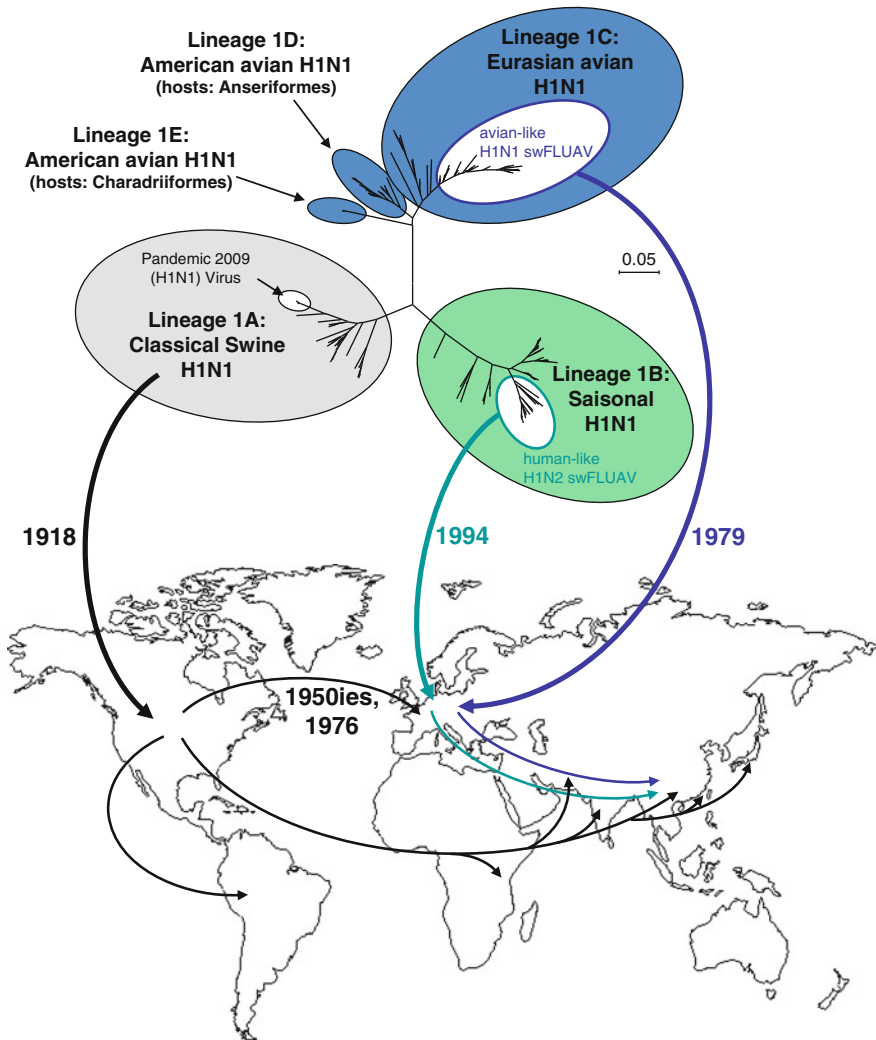 Lineage 1D:
American avian H1N1
(hosts: Anseriformes)
Lineage 1C:
Eurasian avian
H1N1
avian-like
H1N1 swFLUAV
Lineage 1E:
American avian H1N1
(hosts: Charadriiformes)
0.05
Pandemic 2009
(H1N1) Virus
Lineage 1A:
Classical Swine
H1N1
Lineage 1B:
Saisonal
H1N1
human-like
H1N2 swFLUAV
1918
1994
1979
1950ies,
1976